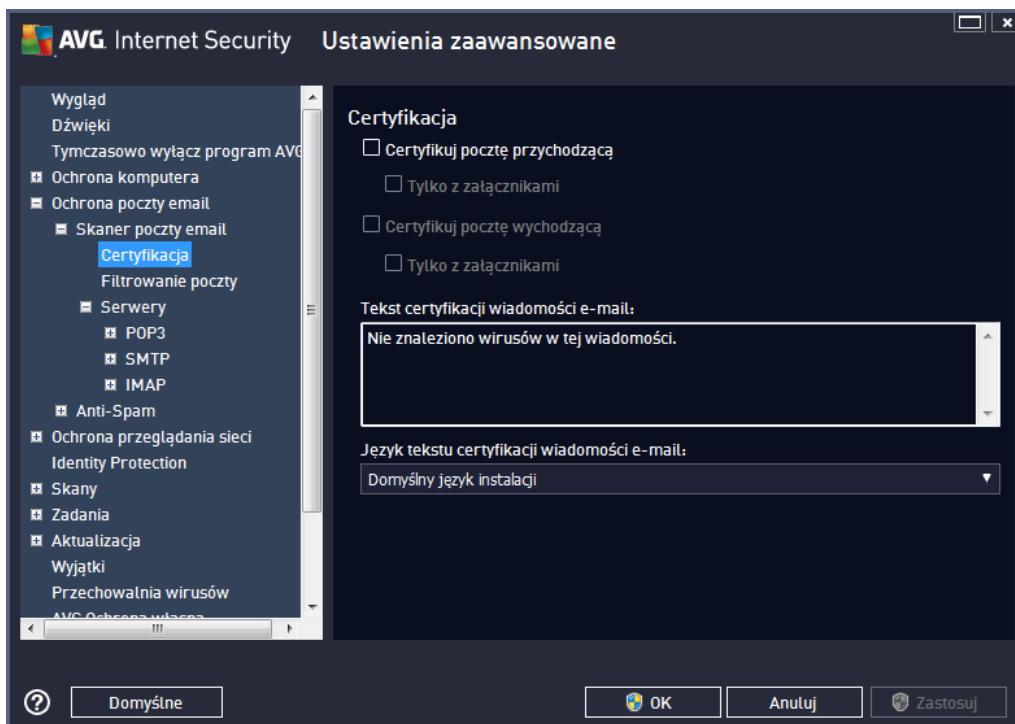 AVG. Internet Security Ustawienia zaawansowane
Wygląd
Dźwięki
Tymczasowo wyłącz program AVG
Ochrona komputera
Ochrona poczty email
Skaner poczty email
Certyfikacja
Filtrowanie poczty
Serwery
POP3
SMTP
IMAP
Anti-Spam
Ochrona przeglądania sieci
Identity Protection
Skany
Zadania
Aktualizacja
Wyjątki
Przechowalnia wirusów
AVG Ochrona własna
Certyfikacja
Certyfikuj pocztę przychodzącą
Tylko z załącznikami
Certyfikuj pocztę wychodzącą
Tylko z załącznikami
Tekst certyfikacji wiadomości e-mail:
Nie znaleziono wirusów w tej wiadomości.
Język tekstu certyfikacji wiadomości e-mail:
Domyślny język instalacji
Domyślne
OK
Anuluj
Zastosuj